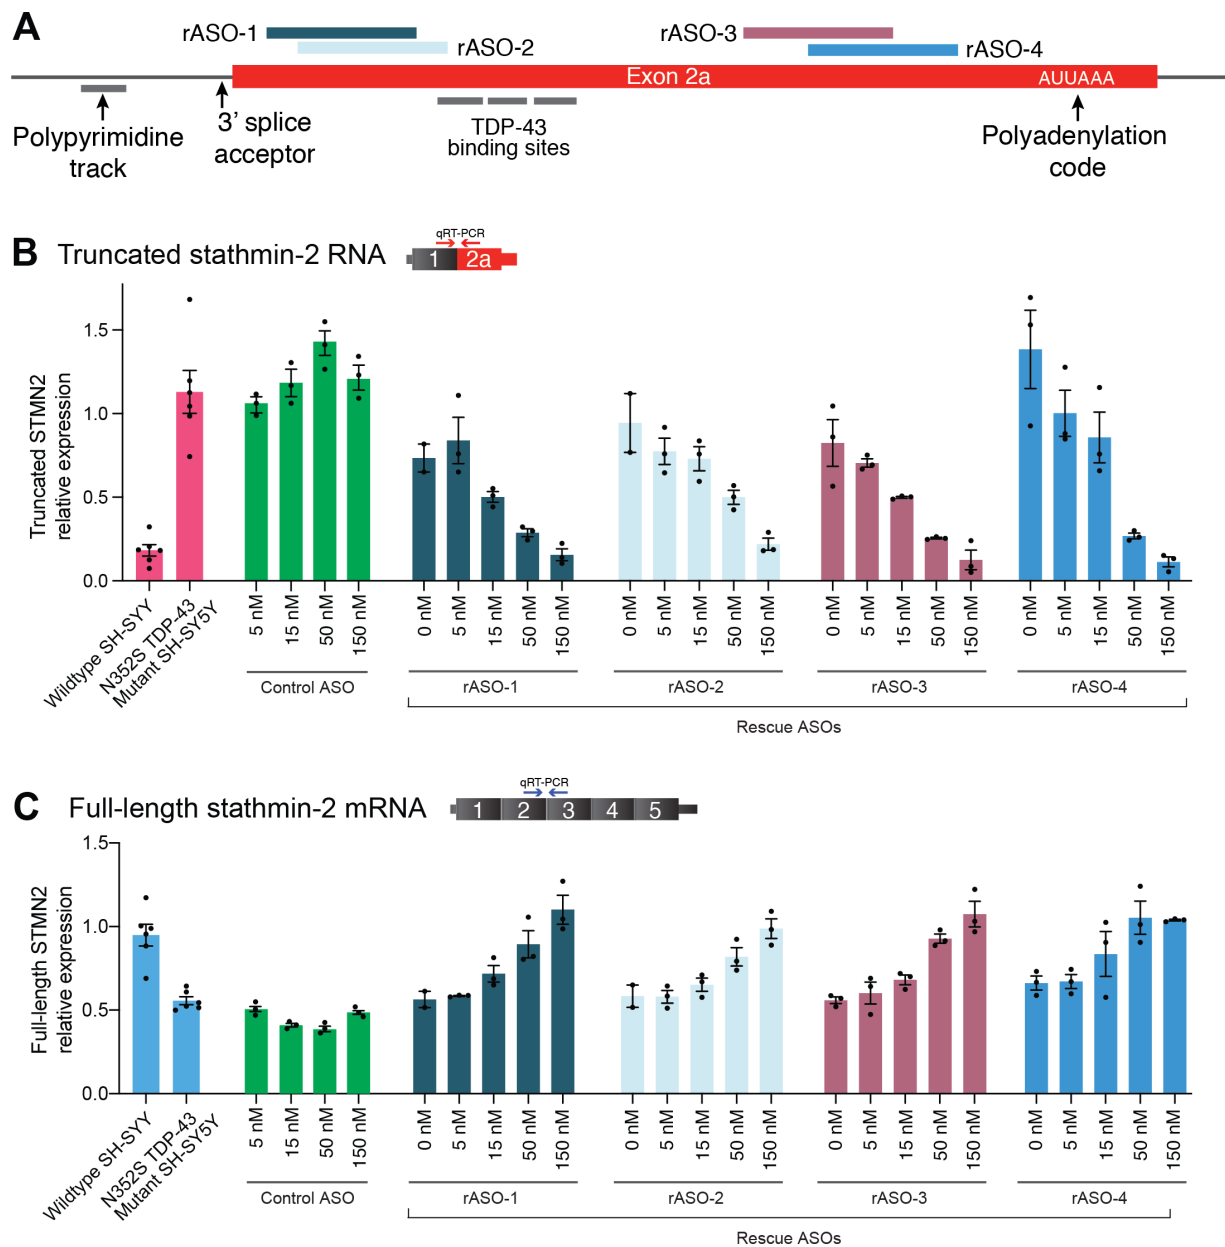 A
rASO-1
rASO-2
rASO-3
rASO-4
Exon 2a
AUUAAA
Polypyrimidine
track
3' splice
acceptor
TDP-43
binding sites
Polyadenylation
code
B
Truncated stathmin-2 RNA
qRT-PCR
1
2a
Truncated STMN2
relative expression
1.5
1.0
0.5
0.0
Wildtype SH-SYY
N352S TDP-43
Mutant SH-SY5Y
5 nM
15 nM
50 nM
150 nM
0 nM
5 nM
15 nM
50 nM
150 nM
0 nM
5 nM
15 nM
50 nM
150 nM
0 nM
5 nM
15 nM
50 nM
150 nM
0 nM
5 nM
15 nM
50 nM
150 nM
Control ASO
rASO-1
rASO-2
rASO-3
rASO-4
Rescue ASOs
C
Full-length stathmin-2 mRNA
qRT-PCR
1 2 3 4 5
Full-length STMN2
relative expression
1.5
1.0
0.5
0.0
Wildtype SH-SYY
N352S TDP-43
Mutant SH-SY5Y
5 nM
15 nM
50 nM
150 nM
0 nM
5 nM
15 nM
50 nM
150 nM
0 nM
5 nM
15 nM
50 nM
150 nM
0 nM
5 nM
15 nM
50 nM
150 nM
0 nM
5 nM
15 nM
50 nM
150 nM
Control ASO
rASO-1
rASO-2
rASO-3
rASO-4
Rescue ASOs